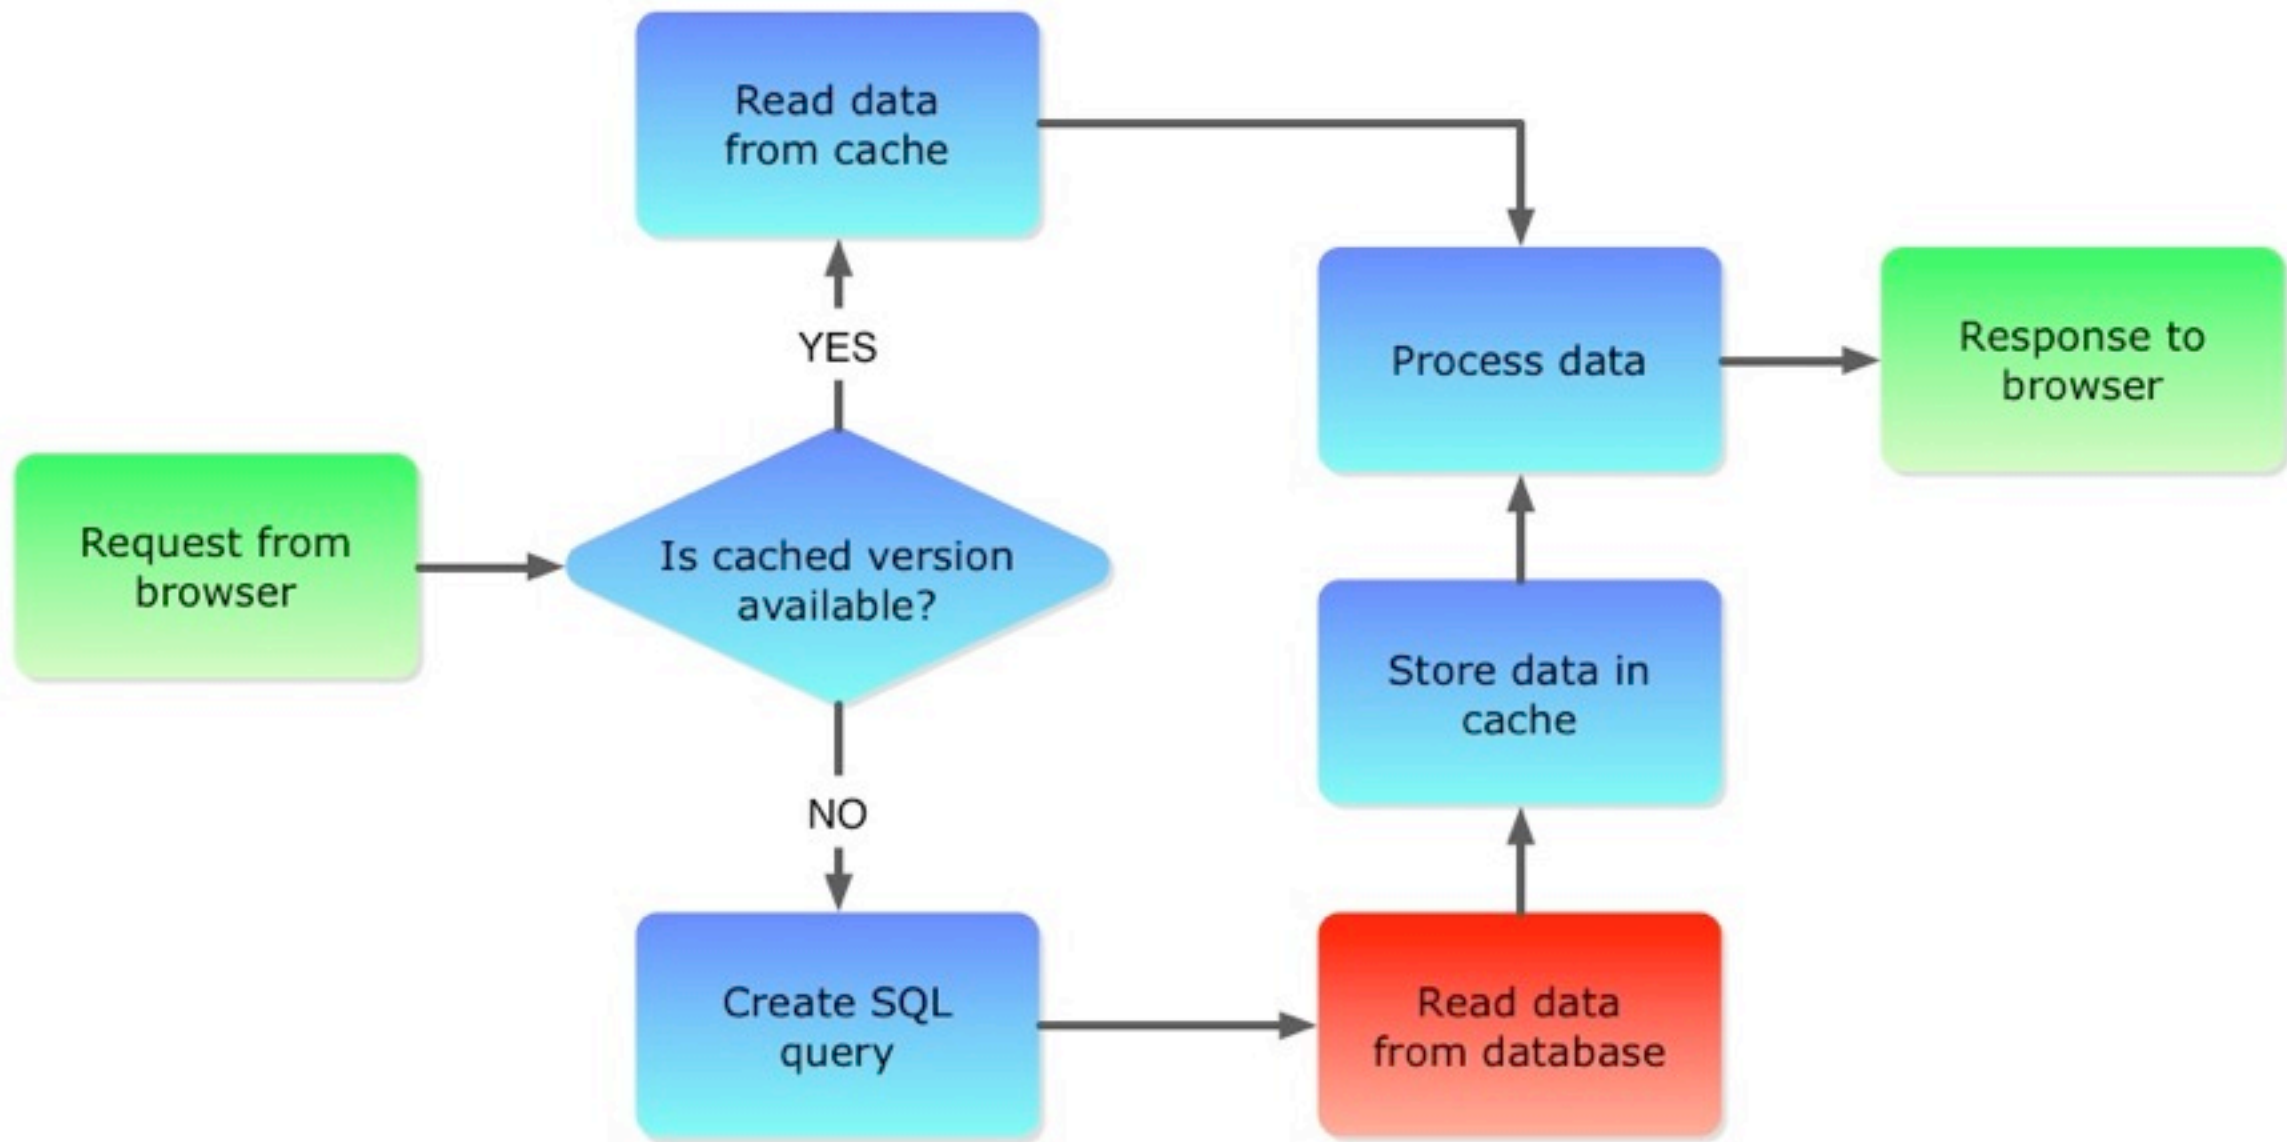 Read data
from cache
YES
Process data
Response to
browser
Request from
browser
Is cached version
available?
Store data in
cache
NO
Create SQL
query
Read data
from database